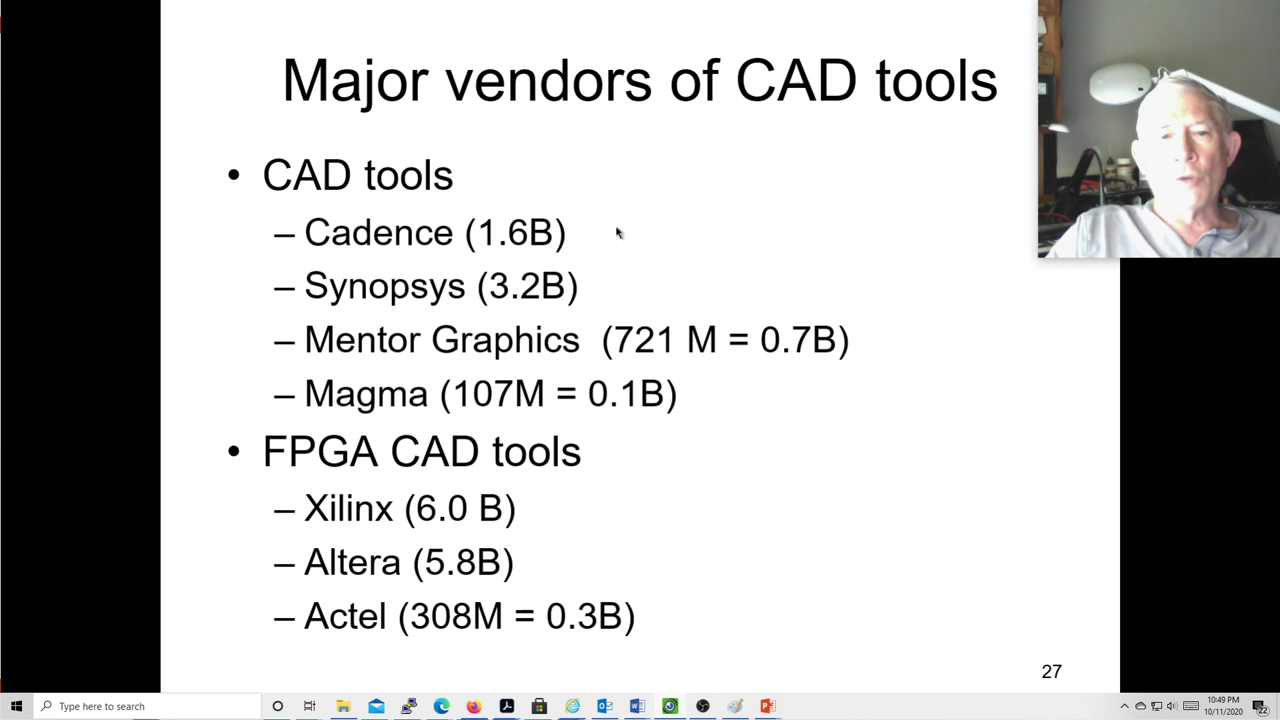 Major vendors of CAD tools
• CAD tools
– Cadence (1.6B)
– Synopsys (3.2B)
– Mentor Graphics (721 M = 0.7B)
– Magma (107M = 0.1B)
• FPGA CAD tools
– Xilinx (6.0 B)
– Altera (5.8B)
– Actel (308M = 0.3B)
27
Type here to search
10:49 PM
10/11/2020
22